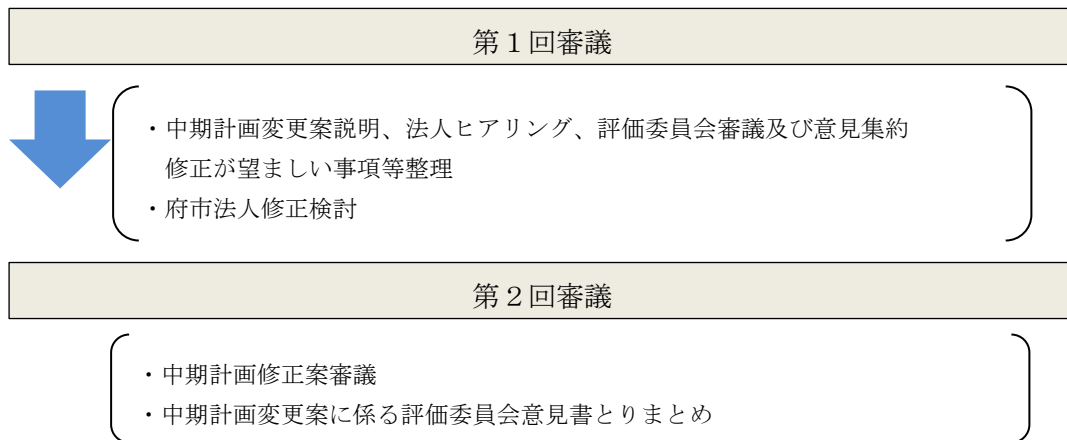 第１回審議
・中期計画変更案説明、法人ヒアリング、評価委員会審議及び意見集約
修正が望ましい事項等整理
・府市法人修正検討
第２回審議
・中期計画修正案審議
・中期計画変更案に係る評価委員会意見書とりまとめ